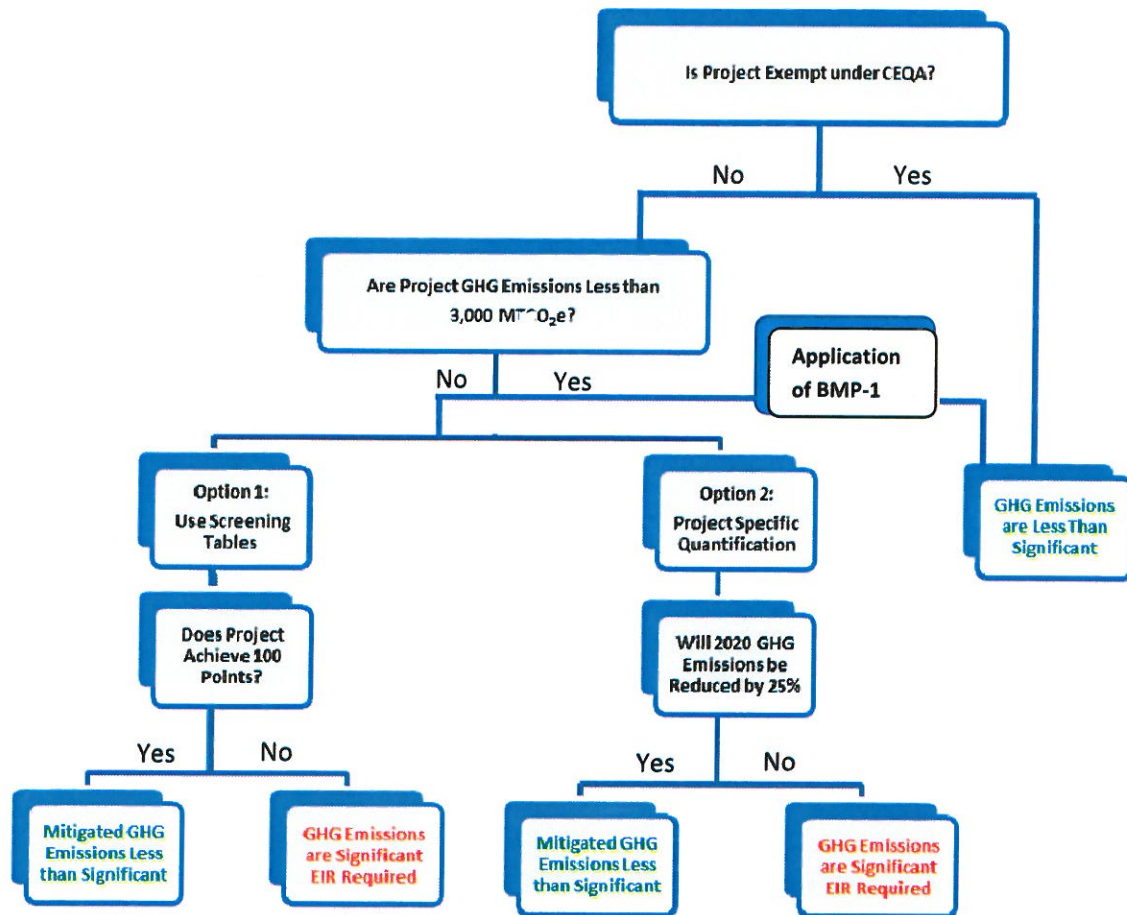 Is Project Exempt under CEQA?
No
Yes
Are Project GHG Emissions Less than
3,000 MTCO₂e?
No
Yes
Application
of BMP-1
Option 1:
Use Screening
Tables
Option 2:
Project Specific
Quantification
GHG Emissions
are Less Than
Significant
Does Project
Achieve 100
Points?
Will 2020 GHG
Emissions be
Reduced by 25%
Yes
No
Yes
No
Mitigated GHG
Emissions Less
than Significant
GHG Emissions
are Significant
EIR Required
Mitigated GHG
Emissions Less
than Significant
GHG Emissions
are Significant
EIR Required